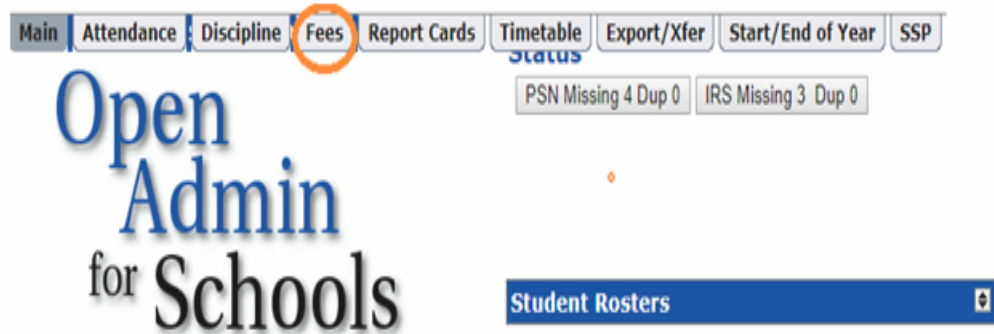 Main Attendance Discipline Fees Report Cards Timetable Export/Xfer Start/End of Year SSP
Status
PSN Missing 4 Dup 0 IRS Missing 3 Dup 0
Open
Admin
for Schools
Student Rosters